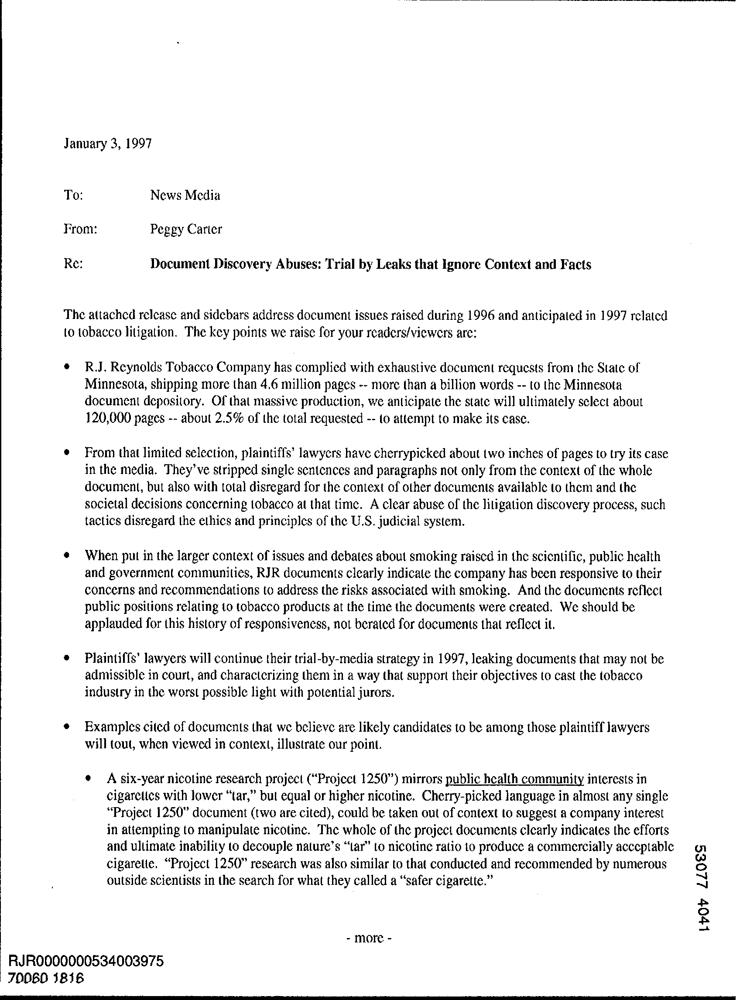 January 3, 1997
To: News Media
From: Peggy Carter
Re: Document Discovery Abuses: Trial by Leaks that Ignore Context and Facts
The attached release and sidebars address document issues raised during 1996 and anticipated in 1997 related
to tobacco litigation. The key points we raise for your readers/viewers are:
• R.J. Reynolds Tobacco Company has complied with exhaustive document requests from the State of
Minnesota, shipping more than 4.6 million pages -- more than a billion words -- to the Minnesota
document depository. Of that massive production, we anticipate the state will ultimately select about
120,000 pages -- about 2.5% of the total requested -- to attempt to make its case.
• From that limited selection, plaintiffs' lawyers have cherrypicked about two inches of pages to try its case
in the media. They've stripped single sentences and paragraphs not only from the context of the whole
document, but also with total disregard for the context of other documents available to them and the
societal decisions concerning tobacco at that time. A clear abuse of the litigation discovery process, such
tactics disregard the ethics and principles of the U.S. judicial system.
• When put in the larger context of issues and debates about smoking raised in the scientific, public health
and government communities, RJR documents clearly indicate the company has been responsive to their
concerns and recommendations to address the risks associated with smoking. And the documents reflect
public positions relating to tobacco products at the time the documents were created. We should be
applauded for this history of responsiveness, not berated for documents that reflect it.
• Plaintiffs' lawyers will continue their trial-by-media strategy in 1997, leaking documents that may not be
admissible in court, and characterizing them in a way that support their objectives to cast the tobacco
industry in the worst possible light with potential jurors.
• Examples cited of documents that we believe are likely candidates to be among those plaintiff lawyers
will tout, when viewed in context, illustrate our point.
• A six-year nicotine research project ("Project 1250") mirrors public health community interests in
cigarettes with lower "tar," but equal or higher nicotine. Cherry-picked language in almost any single
"Project 1250" document (two are cited), could be taken out of context to suggest a company interest
in attempting to manipulate nicotine. The whole of the project documents clearly indicates the efforts
and ultimate inability to decouple nature's "tar" to nicotine ratio to produce a commercially acceptable
cigarette. "Project 1250" research was also similar to that conducted and recommended by numerous
outside scientists in the search for what they called a "safer cigarette."
- more -
53077 4041
RJR0000000534003975
70060 1816